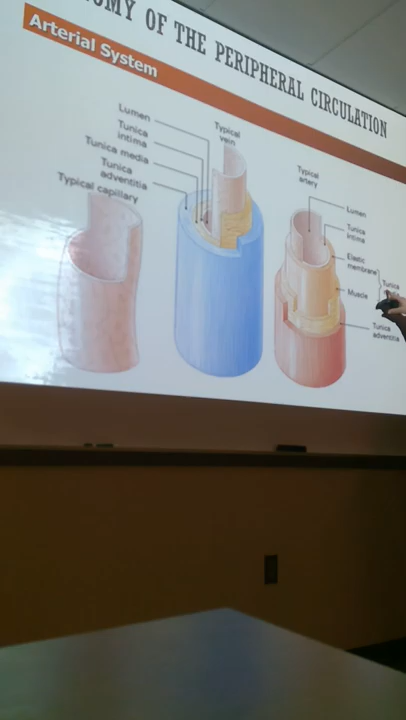 OMY OF THE PERIPHERAL CIRCULATION
Arterial System
Lumen
Tunica
intima
Tunica media
Tunica
adventitia
Typical capillary
Typical
vein
Typical
artery
Lumen
Tunica
intima
Elastic
membrane
Muscle
Tunica
Tunica
adventitia